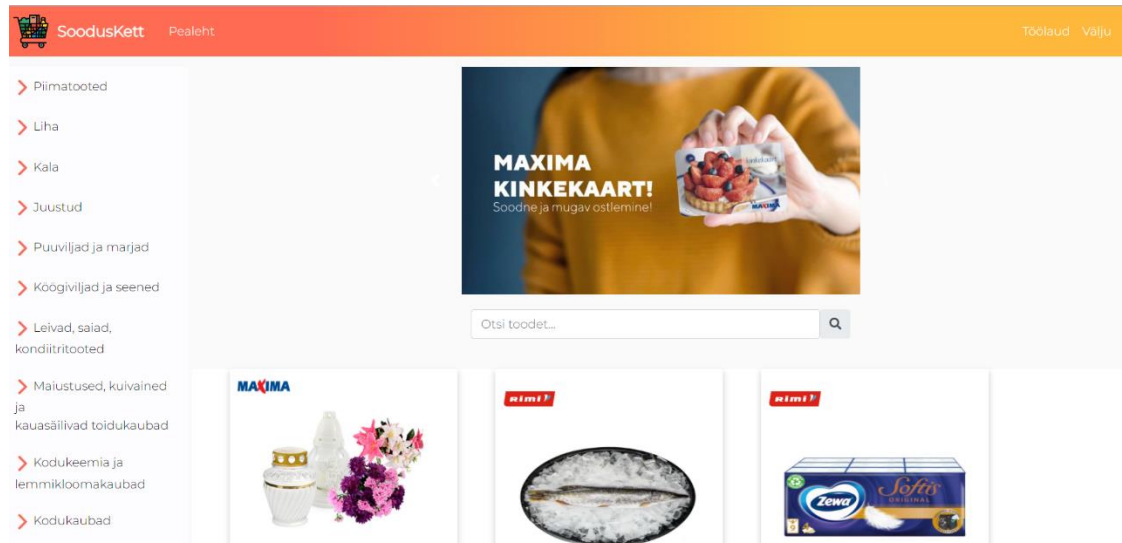 SoodusKett
Pealeht
Töölaud
Välju
Piimatooted
Liha
Kala
Juustud
Puuviljad ja marjad
Köögiviljad ja seened
Leivad, saiad,
kondiitritooted
Maiustused, kuivained
ja
kauasäilivad toidukaubad
Kodukeemia ja
lemmikloomakaubad
Kodukaubad
MAXIMA
KINKEKAART!
Soodne ja mugav ostlemine!
kinkekaart
MAXIMA
Otsi toodet...
MAXIMA
Rimi
Rimi
Zewa
Softis
ORIGINAL